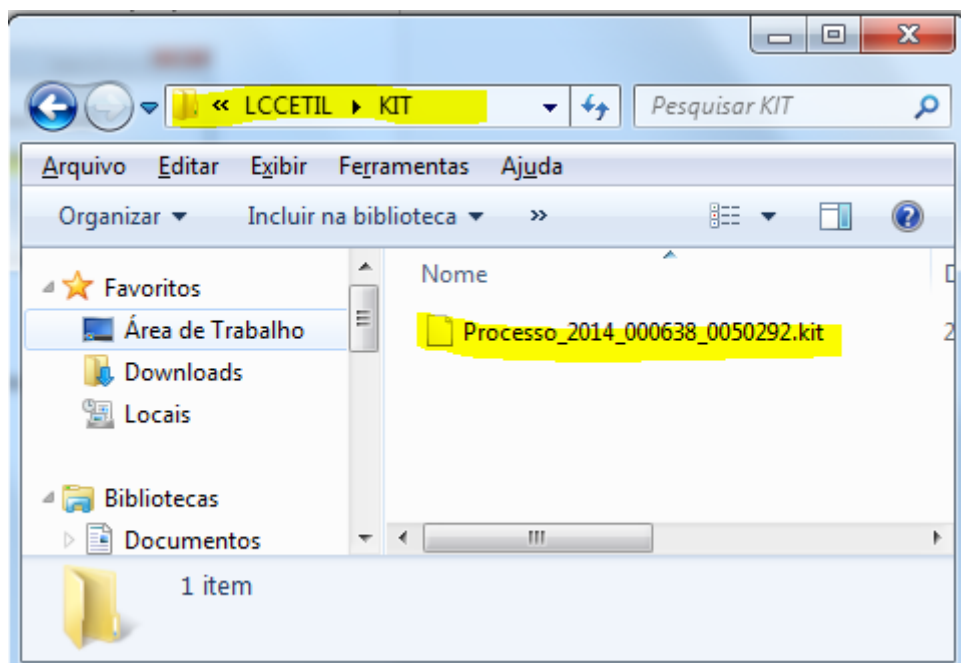 « LCCETIL ▸ KIT Pesquisar KIT
Arquivo Editar Exibir Ferramentas Ajuda
Organizar Incluir na biblioteca »
Favoritos
Área de Trabalho
Downloads
Locais
Bibliotecas
Documentos
Nome
Processo_2014_000638_0050292.kit
1 item